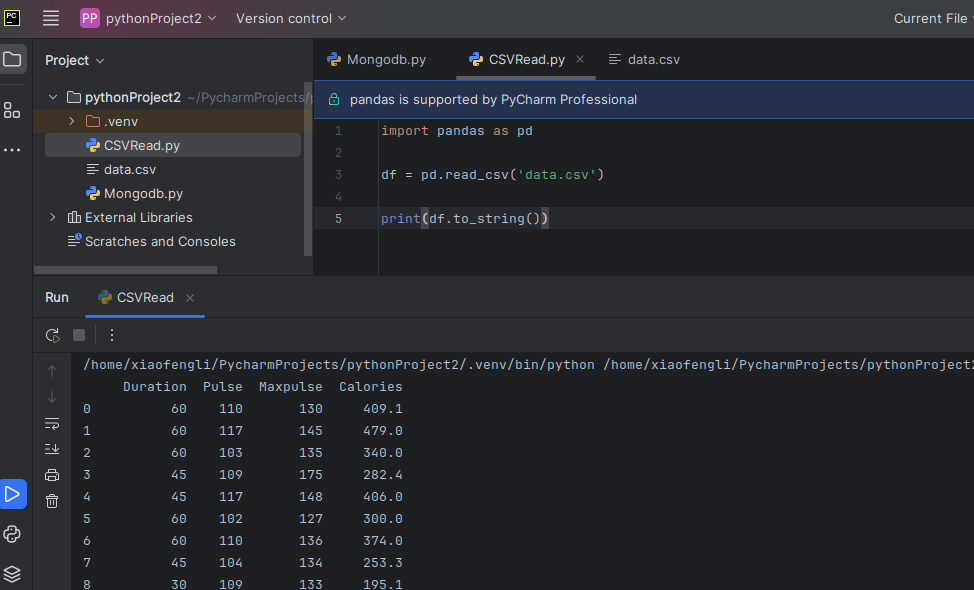 PC PP pythonProject2 Version control Current File
Project
pythonProject2 ~/PycharmProjects/p
.venv
CSVRead.py
data.csv
Mongodb.py
External Libraries
Scratches and Consoles
Mongodb.py CSVRead.py data.csv
pandas is supported by PyCharm Professional
1 import pandas as pd
2
3 df = pd.read_csv('data.csv')
4
5 print(df.to_string())
Run CSVRead
/home/xiaofengli/PycharmProjects/pythonProject2/.venv/bin/python /home/xiaofengli/PycharmProjects/pythonProject2
Duration Pulse Maxpulse Calories
0 60 110 130 409.1
1 60 117 145 479.0
2 60 103 135 340.0
3 45 109 175 282.4
4 45 117 148 406.0
5 60 102 127 300.0
6 60 110 136 374.0
7 45 104 134 253.3
8 30 109 133 195.1